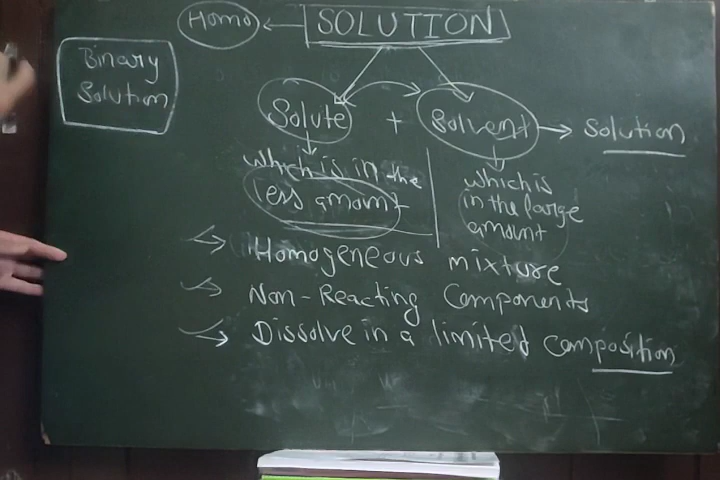 Homo ← SOLUTION
Binary
Solution
Solute + Solvent → Solution
which is in the
less amount
which is
in the large
amount
→ Homogeneous mixture
→ Non-Reacting Components
→ Dissolve in a limited composition